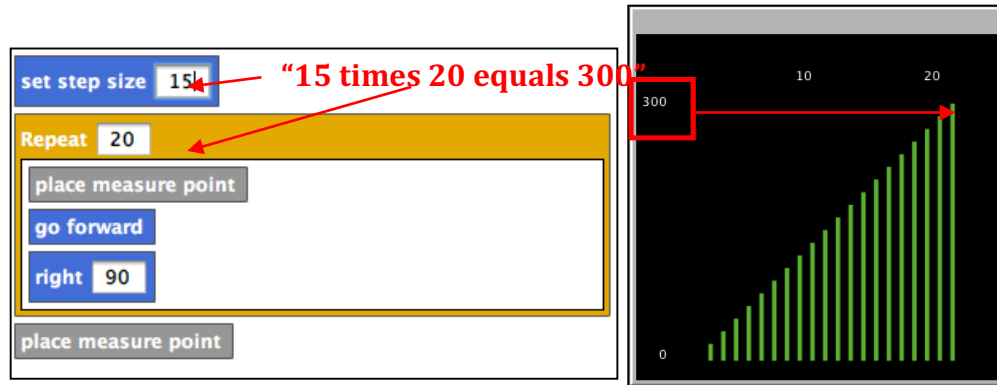 set step size 15
"15 times 20 equals 300"
Repeat 20
place measure point
go forward
right 90
place measure point
10 20
300
0